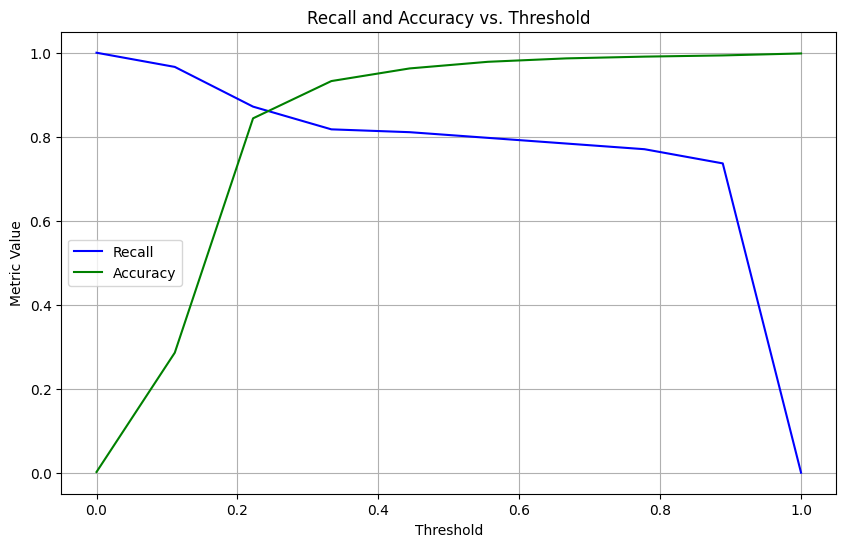 Recall and Accuracy vs. Threshold
Metric Value
1.0
0.8
0.6
0.4
0.2
0.0
Recall
Accuracy
0.0 0.2 0.4 0.6 0.8 1.0
Threshold